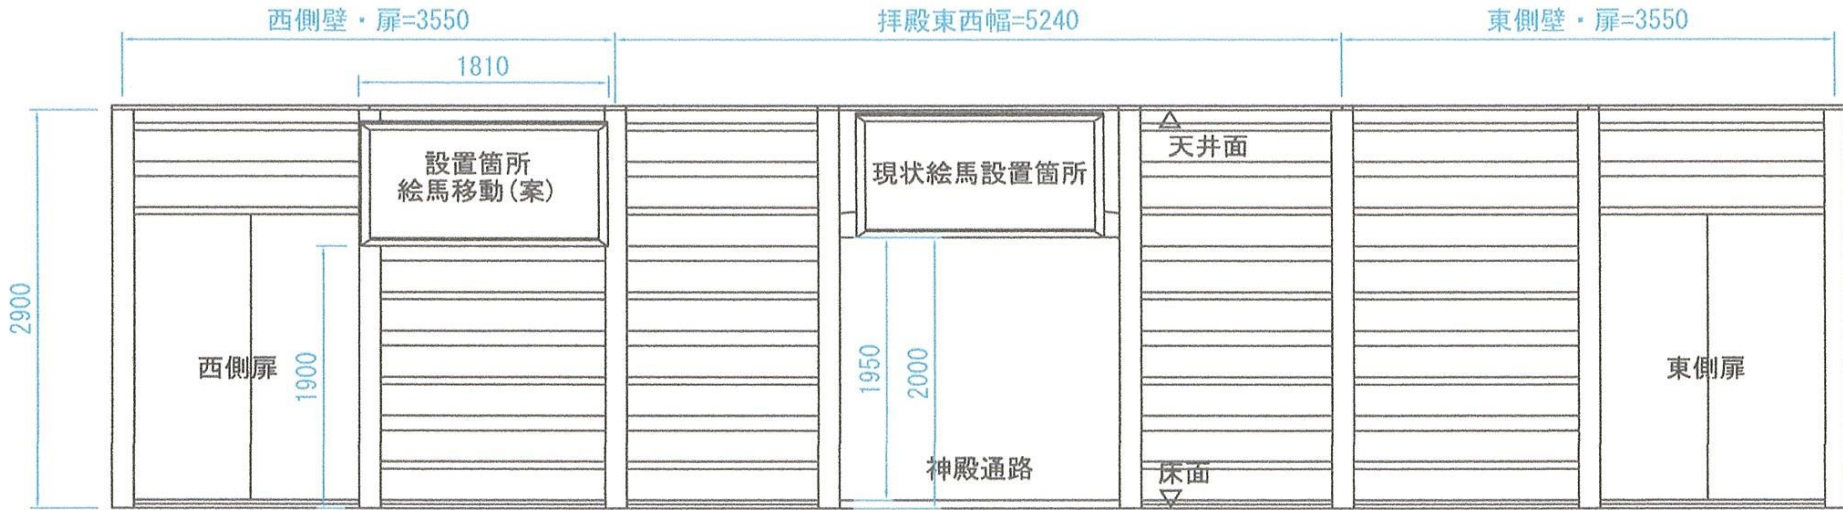 西側壁・扉=3550
拝殿東西幅=5240
東側壁・扉=3550
1810
設置箇所
絵馬移動(案)
現状絵馬設置箇所
天井面
2900
西側扉
1900
1950
2000
東側扉
神殿通路
床面